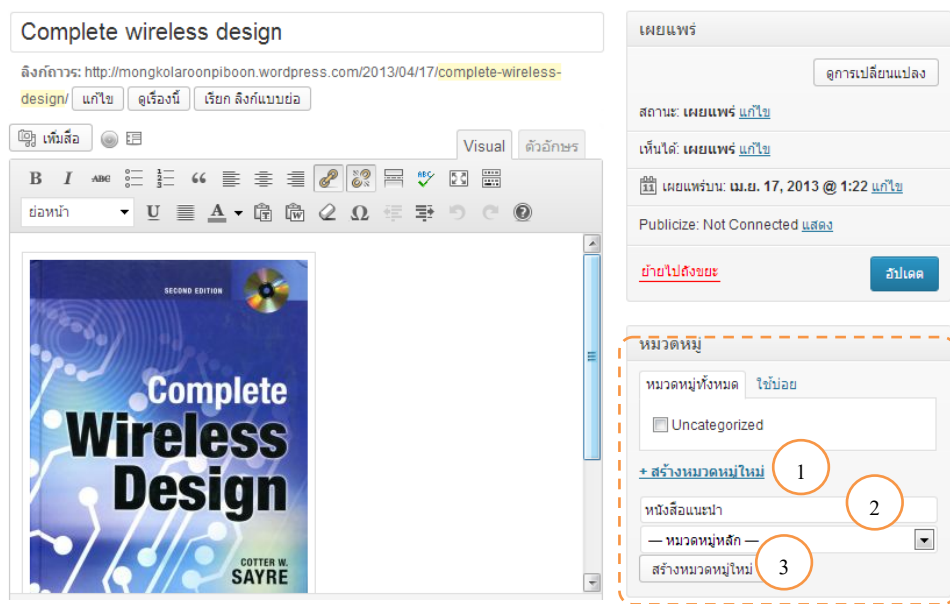 Complete wireless design
ลิงก์ถาวร: http://mongkolaroonpiboon.wordpress.com/2013/04/17/complete-wireless-
design/ แก้ไข ดูเรื่องนี้ เรียก ลิงก์แบบย่อ
เพิ่มสื่อ
Visual ตัวอักษร
B I ABC “ ABC
ย่อหน้า U A T W Ω ?
SECOND EDITION
Complete
Wireless
Design
COTTER W.
SAYRE
เผยแพร่
ดูการเปลี่ยนแปลง
สถานะ: เผยแพร่ แก้ไข
เห็นได้: เผยแพร่ แก้ไข
11 เผยแพร่บน: เม.ย. 17, 2013 @ 1:22 แก้ไข
Publicize: Not Connected แสดง
ย้ายไปถังขยะ อัปเดต
หมวดหมู่
หมวดหมู่ทั้งหมด ใช้บ่อย
Uncategorized
+ สร้างหมวดหมู่ใหม่ 1
หนังสือแนะนำ 2
— หมวดหมู่หลัก —
สร้างหมวดหมู่ใหม่ 3